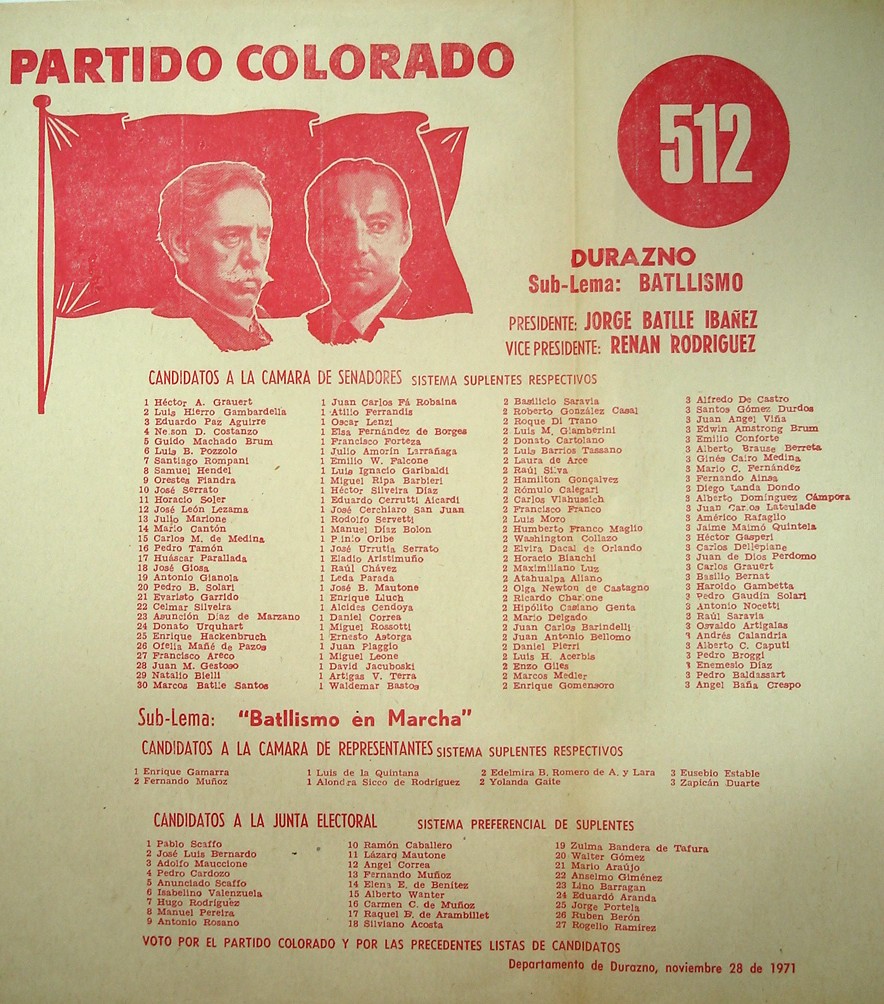 PARTIDO COLORADO
512
DURAZNO
Sub-Lema: BATLLISMO
PRESIDENTE: JORGE BATLLE IBAÑEZ
VICE PRESIDENTE: RENAN RODRIGUEZ
CANDIDATOS A LA CAMARA DE SENADORES SISTEMA SUPLENTES RESPECTIVOS
1 Héctor A. Grauert 1 Juan Carlos Fá Robaina 2 Basilicio Saravia 3 Alfredo De Castro
2 Luis Hierro Gambardella 1 Atilio Ferrandis 2 Roberto González Casal 3 Santos Gómez Durdos
3 Eduardo Paz Aguirre 1 Oscar Lenzi 2 Roque Di Trano 3 Juan Angel Viña
4 Nelson D. Costanzo 1 Elsa Fernández de Borges 2 Luis M. Giamberini 3 Edwin Amstrong Brum
5 Guido Machado Brum 1 Francisco Forteza 2 Donato Cartolano 3 Emilio Conforte
6 Luis B. Pozzolo 1 Julio Amorín Larrañaga 2 Luis Barrios Tassano 3 Alberto Brause Berreta
7 Santiago Rompani 1 Emilio W. Falcone 2 Laura de Arce 3 Ginés Cairo Medina
8 Samuel Hendel 1 Luis Ignacio Garibaldi 2 Raúl Silva 3 Mario C. Fernández
9 Orestes Fiandra 1 Miguel Ripa Barbieri 2 Hamilton Gonçalvez 3 Fernando Ainsa
10 José Serrato 1 Héctor Silveira Díaz 2 Rómulo Calegari 3 Diego Landa Dondo
11 Horacio Soler 1 Eduardo Cerrutti Aicardi 2 Carlos Vlahussich 3 Alberto Domínguez Cámpora
12 José León Lezama 1 José Cerchiaro San Juan 2 Francisco Franco 3 Juan Carlos Lateulade
13 Julio Marione 1 Rodolfo Servetti 2 Luis Moro 3 Américo Rafaglio
14 Mario Cantón 1 Manuel Díaz Bolon 2 Humberto Franco Maglio 3 Jaime Maimó Quintela
15 Carlos M. de Medina 1 Plinio Oribe 2 Washington Collazo 3 Héctor Gasperi
16 Pedro Tamón 1 José Urrutia Serrato 2 Elvira Dacal de Orlando 3 Carlos Dellepiane
17 Huáscar Parallada 1 Eladio Aristimuño 2 Horacio Bianchi 3 Juan de Dios Perdomo
18 José Giosa 1 Raúl Chávez 2 Maximiliano Luz 3 Carlos Grauert
19 Antonio Gianola 1 Leda Parada 2 Atahualpa Aliano 3 Basilio Bernat
20 Pedro B. Solari 1 José B. Mautone 2 Olga Newton de Castagno 3 Haroldo Gambetta
21 Evaristo Garrido 1 Enrique Lluch 2 Ricardo Charlone 3 Pedro Gaudín Solari
22 Celmar Silveira 1 Alcides Cendoya 2 Hipólito Casiano Genta 3 Antonio Nocetti
23 Asunción Díaz de Marzano 1 Daniel Correa 2 Mario Delgado 3 Raúl Saravia
24 Donato Urquhart 1 Miguel Rossotti 2 Juan Carlos Barindelli 3 Osvaldo Artigalas
25 Enrique Hackenbruch 1 Ernesto Astorga 2 Juan Antonio Bellomo 3 Andrés Calandria
26 Ofelia Mañé de Pazos 1 Juan Piaggio 2 Daniel Pierri 3 Alberto C. Caputi
27 Francisco Areco 1 Miguel Leone 2 Luis H. Acerbis 3 Pedro Broggi
28 Juan M. Gestoso 1 David Jacuboski 2 Enzo Giles 3 Enemesio Díaz
29 Natalio Bielli 1 Artigas V. Terra 2 Marcos Medler 3 Pedro Baldassart
30 Marcos Batlle Santos 1 Waldemar Bastos 2 Enrique Gomensoro 3 Angel Baña Crespo
Sub-Lema: "Batllismo en Marcha"
CANDIDATOS A LA CAMARA DE REPRESENTANTES SISTEMA SUPLENTES RESPECTIVOS
1 Enrique Gamarra 1 Luis de la Quintana 2 Edelmira B. Romero de A. y Lara 3 Eusebio Estable
2 Fernando Muñoz 1 Alondra Sicco de Rodríguez 2 Yolanda Gaite 3 Zapicán Duarte
CANDIDATOS A LA JUNTA ELECTORAL SISTEMA PREFERENCIAL DE SUPLENTES
1 Pablo Scaffo 10 Ramón Caballero 19 Zulma Bandera de Tafura
2 José Luis Bernardo 11 Lázaro Mautone 20 Walter Gómez
3 Adolfo Mauccione 12 Angel Correa 21 Mario Araújo
4 Pedro Cardozo 13 Fernando Muñoz 22 Anselmo Giménez
5 Anunciado Scaffo 14 Elena E. de Benítez 23 Lino Barragan
6 Isabelino Valenzuela 15 Alberto Wanter 24 Eduardo Aranda
7 Hugo Rodríguez 16 Carmen C. de Muñoz 25 Jorge Portela
8 Manuel Pereira 17 Raquel B. de Arambillet 26 Ruben Berón
9 Antonio Rosano 18 Silviano Acosta 27 Rogelio Ramírez
VOTO POR EL PARTIDO COLORADO Y POR LAS PRECEDENTES LISTAS DE CANDIDATOS
Departamento de Durazno, noviembre 28 de 1971